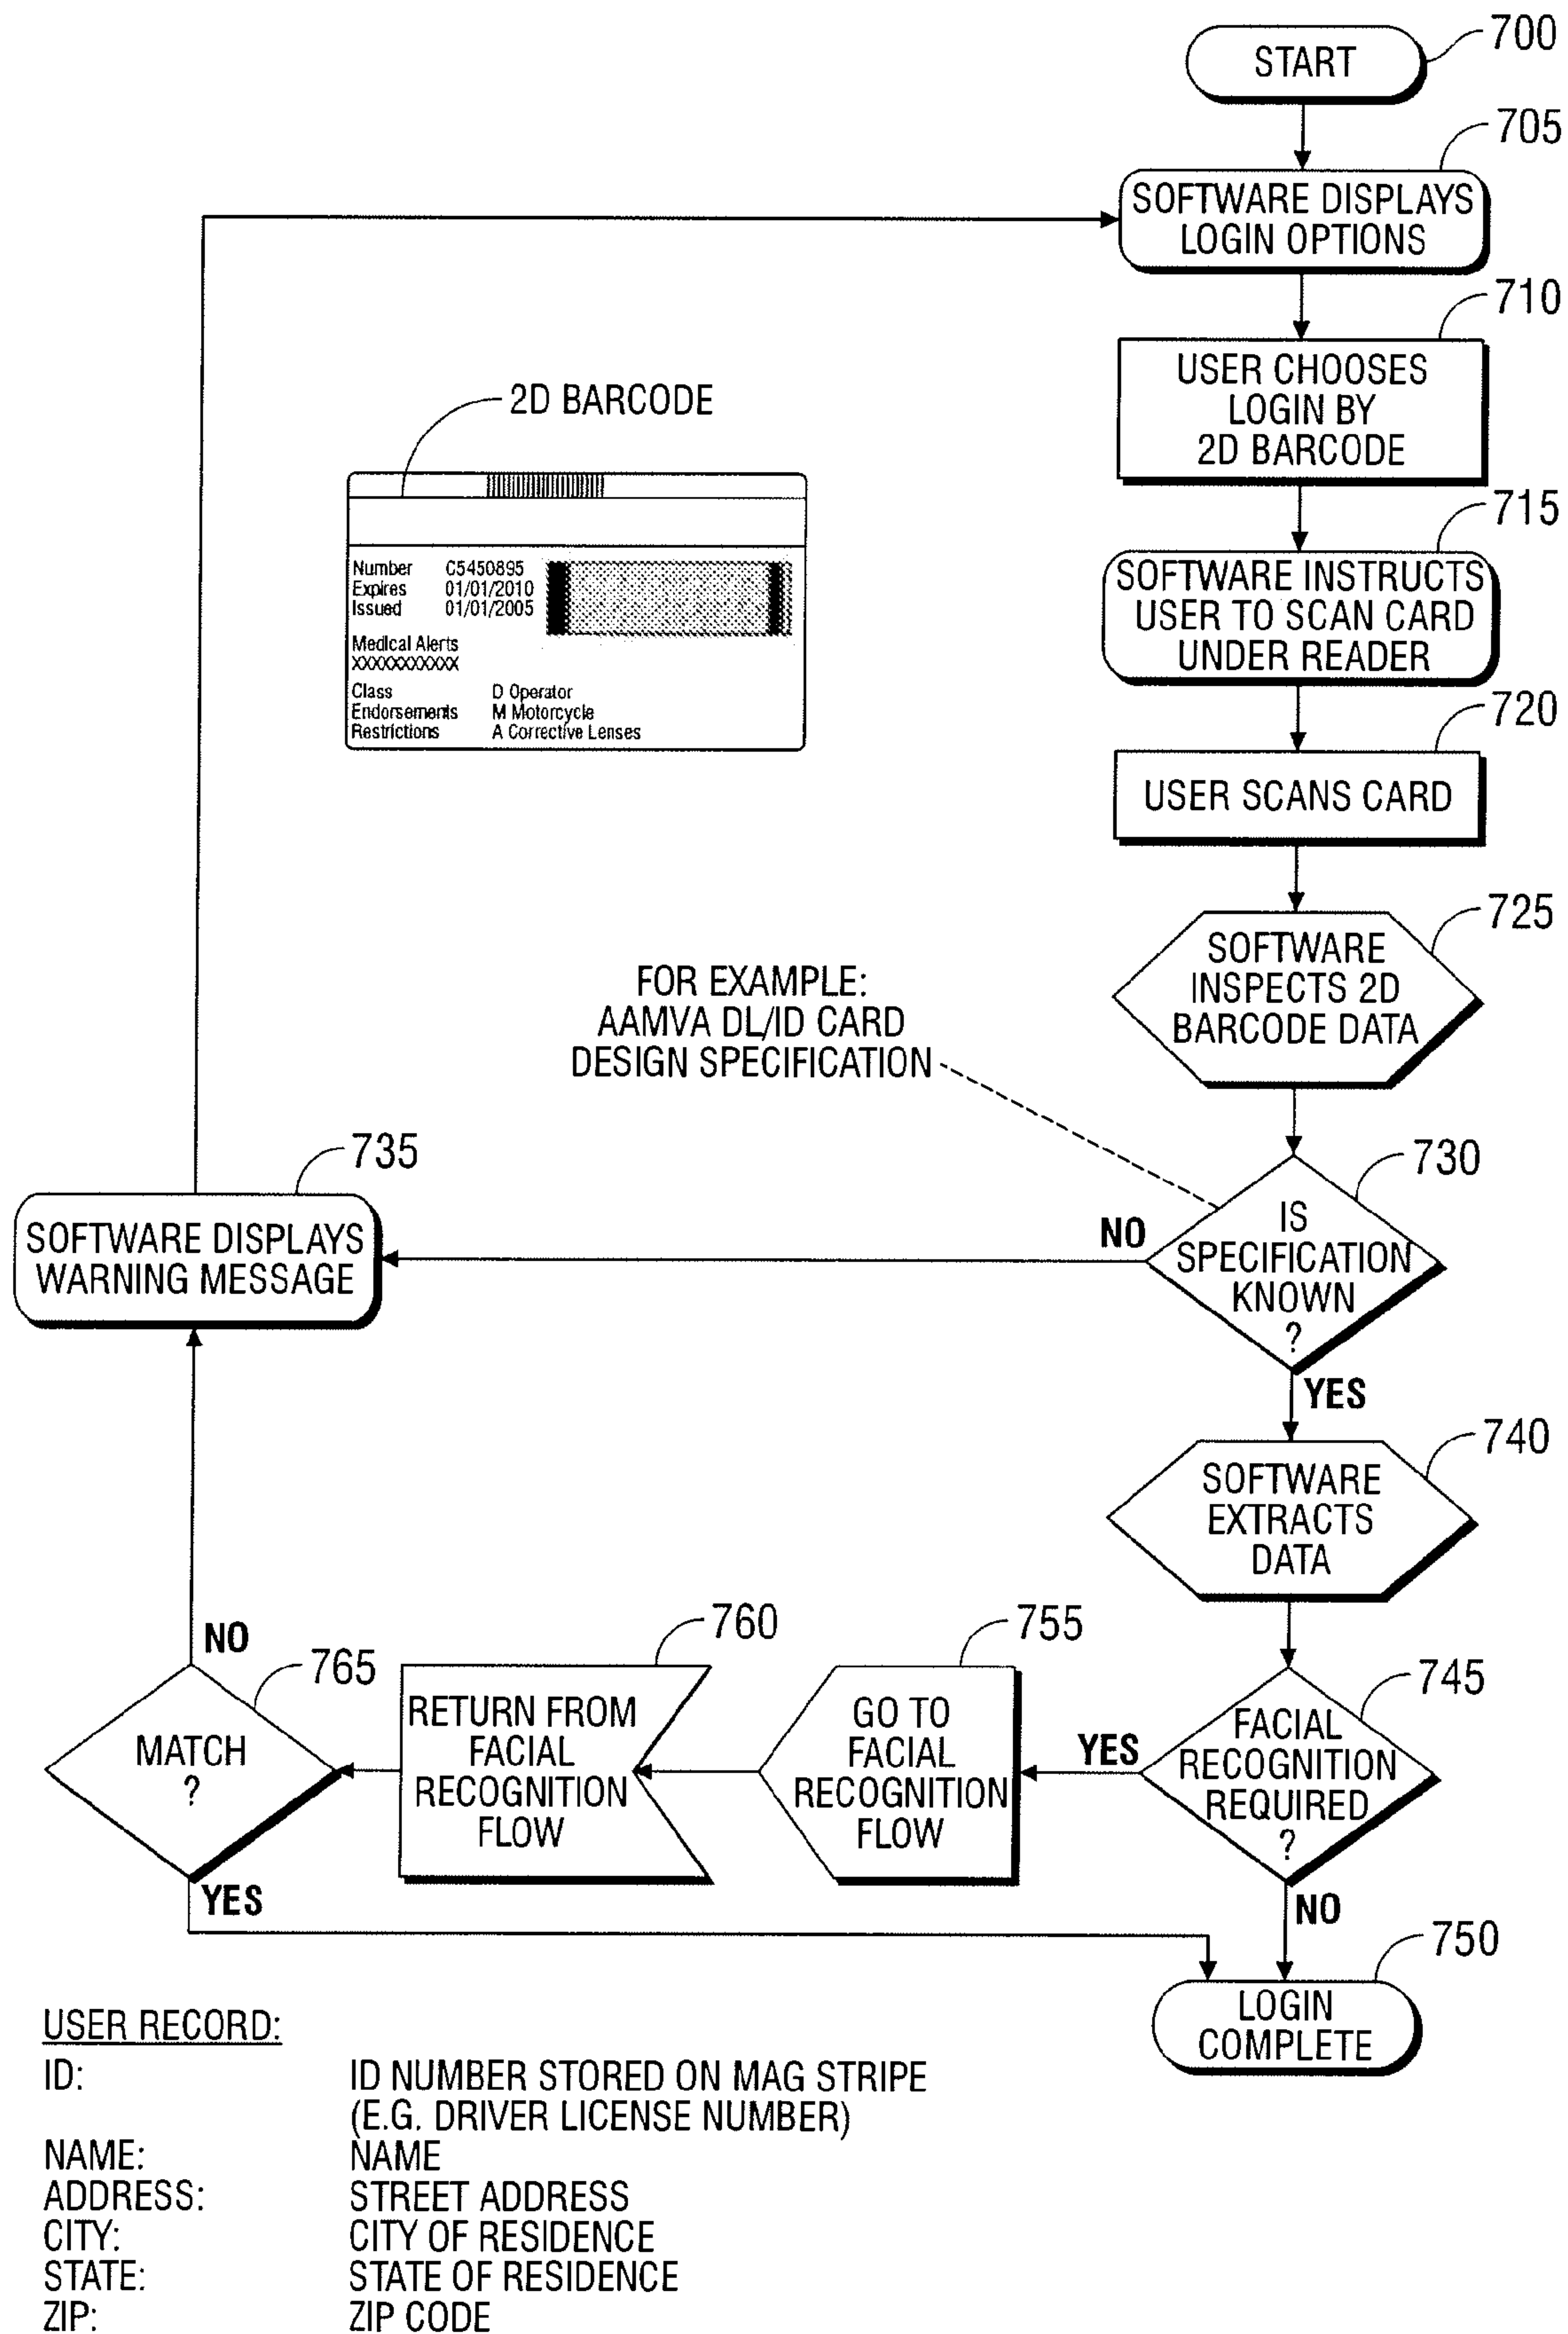 START
700
705
SOFTWARE DISPLAYS
LOGIN OPTIONS
710
USER CHOOSES
LOGIN BY
2D BARCODE
2D BARCODE
Number C5450895
Expires 01/01/2010
Issued 01/01/2005
Medical Alerts
XXXXXXXXXXX
Class D Operator
Endorsements M Motorcycle
Restrictions A Corrective Lenses
715
SOFTWARE INSTRUCTS
USER TO SCAN CARD
UNDER READER
720
USER SCANS CARD
725
SOFTWARE
INSPECTS 2D
BARCODE DATA
FOR EXAMPLE:
AAMVA DL/ID CARD
DESIGN SPECIFICATION
730
IS
SPECIFICATION
KNOWN
?
NO
YES
735
SOFTWARE DISPLAYS
WARNING MESSAGE
740
SOFTWARE
EXTRACTS
DATA
745
FACIAL
RECOGNITION
REQUIRED
?
YES
NO
755
GO TO
FACIAL
RECOGNITION
FLOW
760
RETURN FROM
FACIAL
RECOGNITION
FLOW
765
MATCH
?
NO
YES
750
LOGIN
COMPLETE
USER RECORD:
ID: ID NUMBER STORED ON MAG STRIPE
(E.G. DRIVER LICENSE NUMBER)
NAME: NAME
ADDRESS: STREET ADDRESS
CITY: CITY OF RESIDENCE
STATE: STATE OF RESIDENCE
ZIP: ZIP CODE